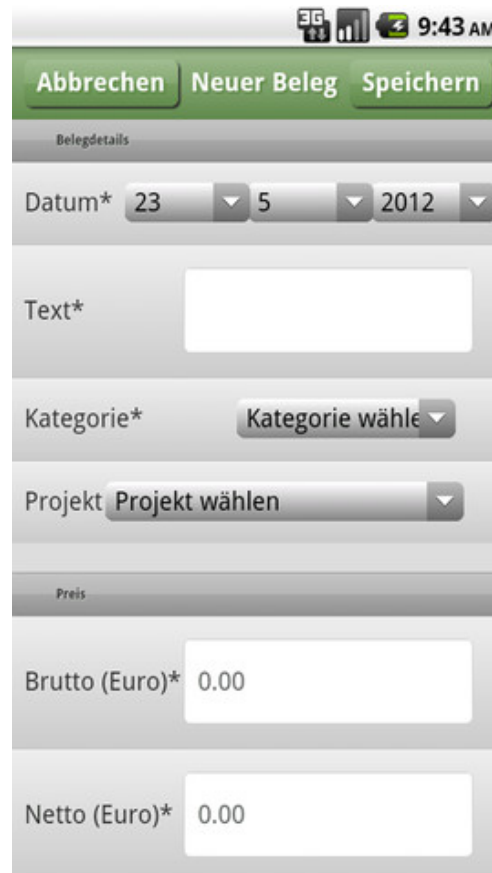 3G 9:43 AM
Abbrechen Neuer Beleg Speichern
Belegdetails
Datum* 23 5 2012
Text*
Kategorie* Kategorie wähle
Projekt Projekt wählen
Preis
Brutto (Euro)* 0.00
Netto (Euro)* 0.00